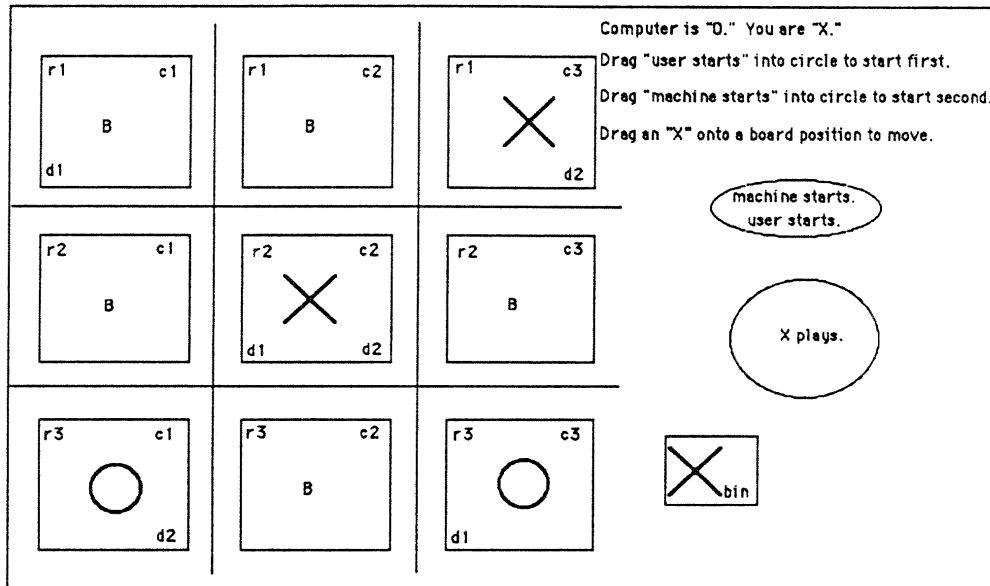 Computer is "O." You are "X."
Drag "user starts" into circle to start first.
Drag "machine starts" into circle to start second.
Drag an "X" onto a board position to move.
r1 c1
B
d1
r1 c2
B
r1 c3
d2
r2 c1
B
r2 c2
d1 d2
r2 c3
B
r3 c1
d2
r3 c2
B
r3 c3
d1
machine starts.
user starts.
X plays.
bin